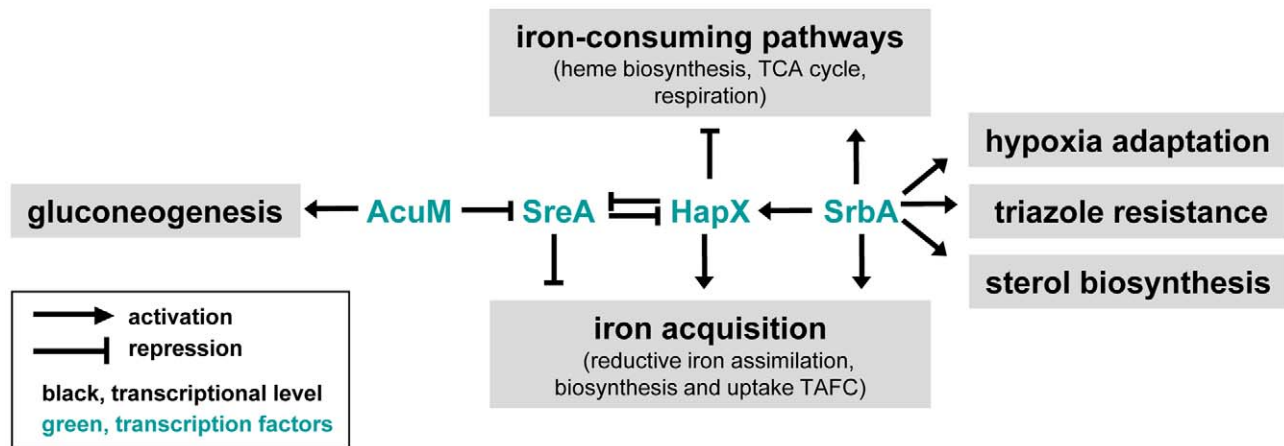 iron-consuming pathways
(heme biosynthesis, TCA cycle,
respiration)
hypoxia adaptation
gluconeogenesis AcuM SreA HapX SrbA triazole resistance
sterol biosynthesis
iron acquisition
(reductive iron assimilation,
biosynthesis and uptake TAFC)
activation
repression
black, transcriptional level
green, transcription factors